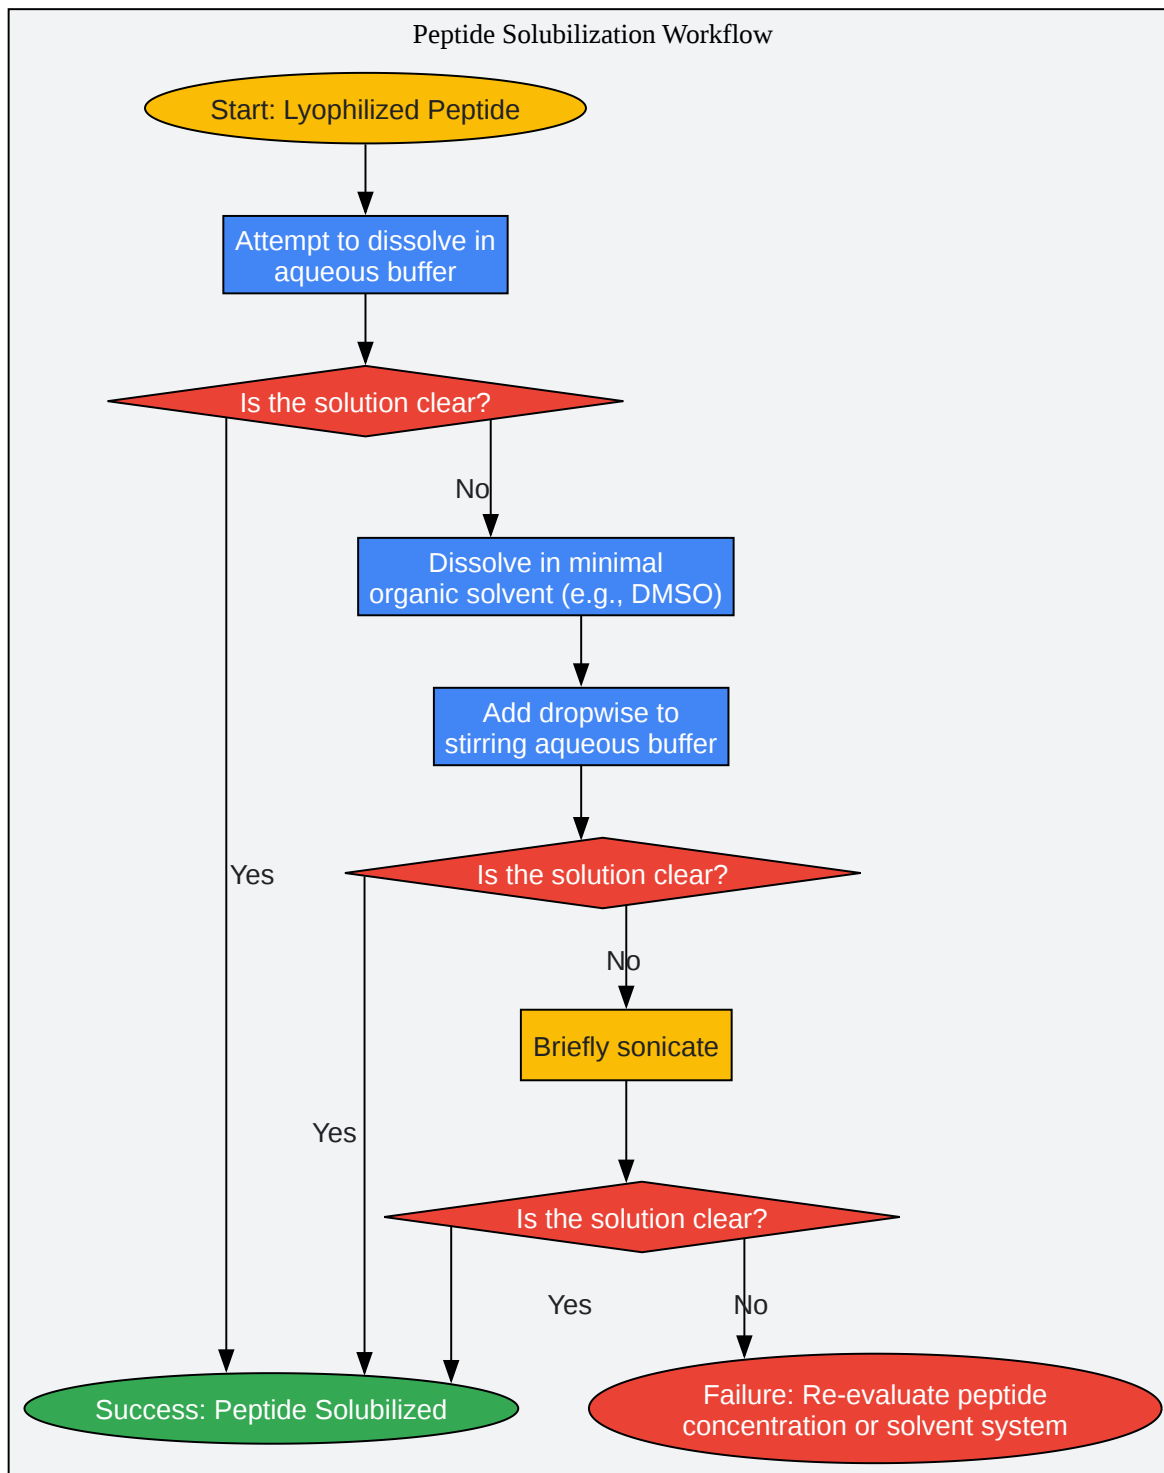 Peptide Solubilization Workflow
Start: Lyophilized Peptide
Attempt to dissolve in
aqueous buffer
Is the solution clear?
No
Dissolve in minimal
organic solvent (e.g., DMSO)
Add dropwise to
stirring aqueous buffer
Is the solution clear?
Yes
No
Briefly sonicate
Yes
Is the solution clear?
Yes
No
Success: Peptide Solubilized
Failure: Re-evaluate peptide
concentration or solvent system